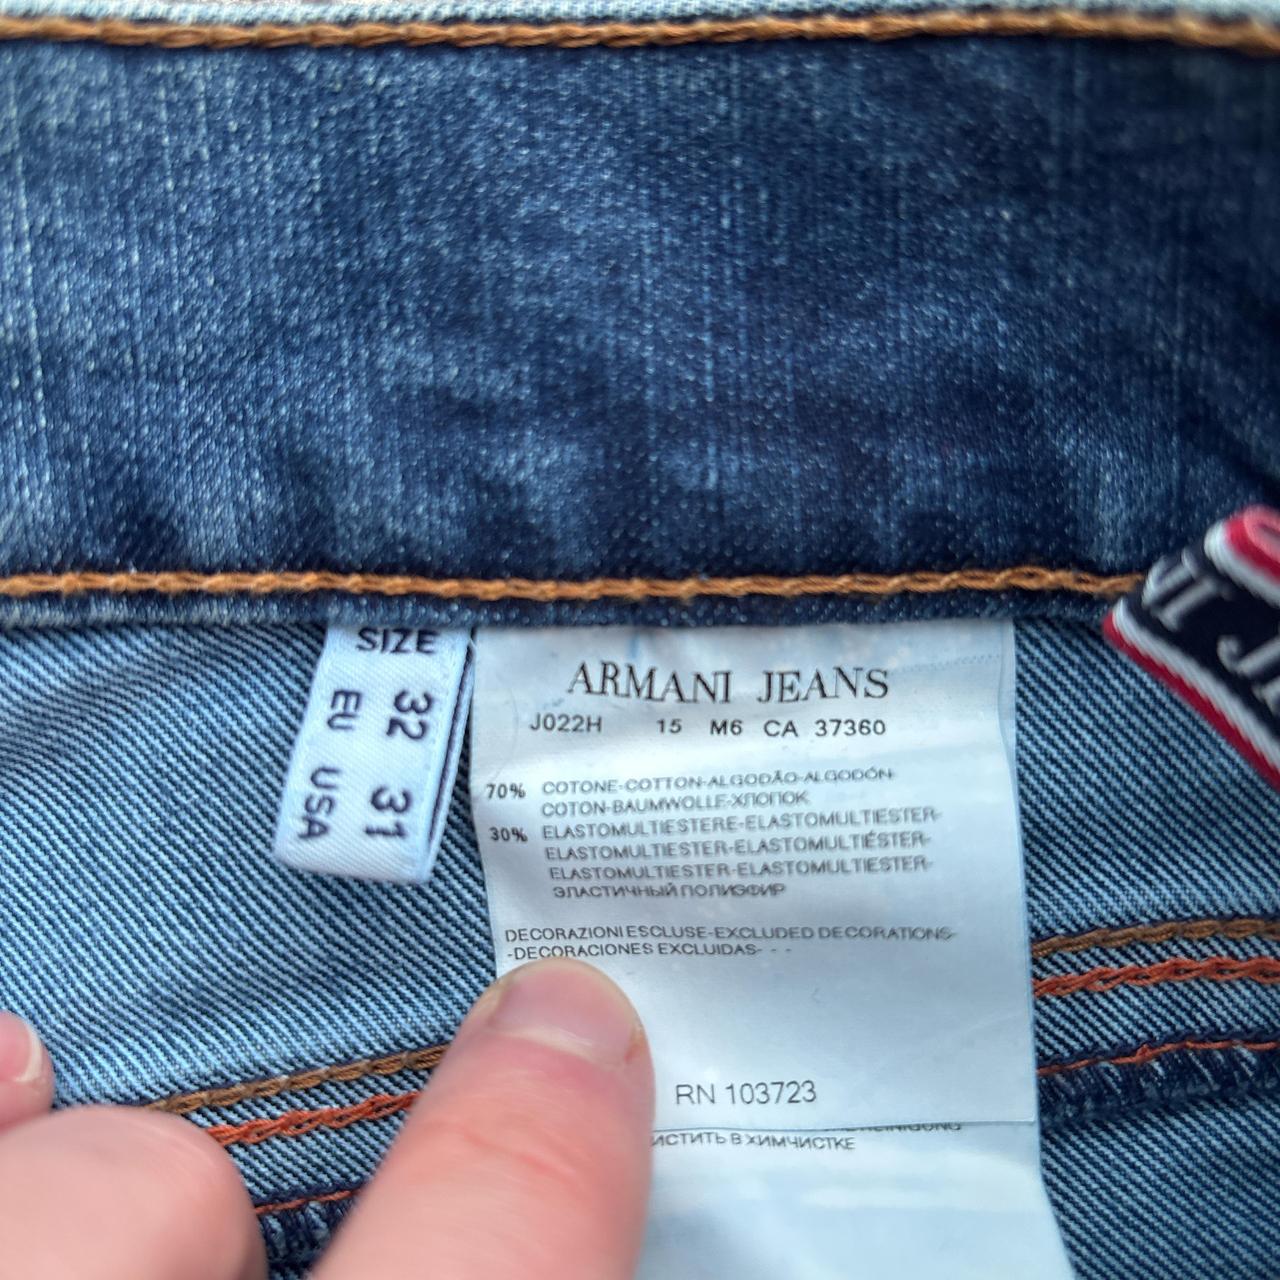 SIZE
32 31
EU USA
ARMANI JEANS
J022H 15 M6 CA 37360
70% COTONE-COTTON-ALGODÃO-ALGODÓN-
COTON-BAUMWOLLE-ХЛОПОК
30% ELASTOMULTIESTERE-ELASTOMULTIESTER-
ELASTOMULTIESTER-ELASTOMULTIÉSTER-
ELASTOMULTIESTER-ELASTOMULTIESTER-
ЭЛАСТИЧНЫЙ ПОЛИЭФИР
DECORAZIONI ESCLUSE-EXCLUDED DECORATIONS-
-DECORACIONES EXCLUIDAS- - -
RN 103723
В ХИМЧИСТКЕ